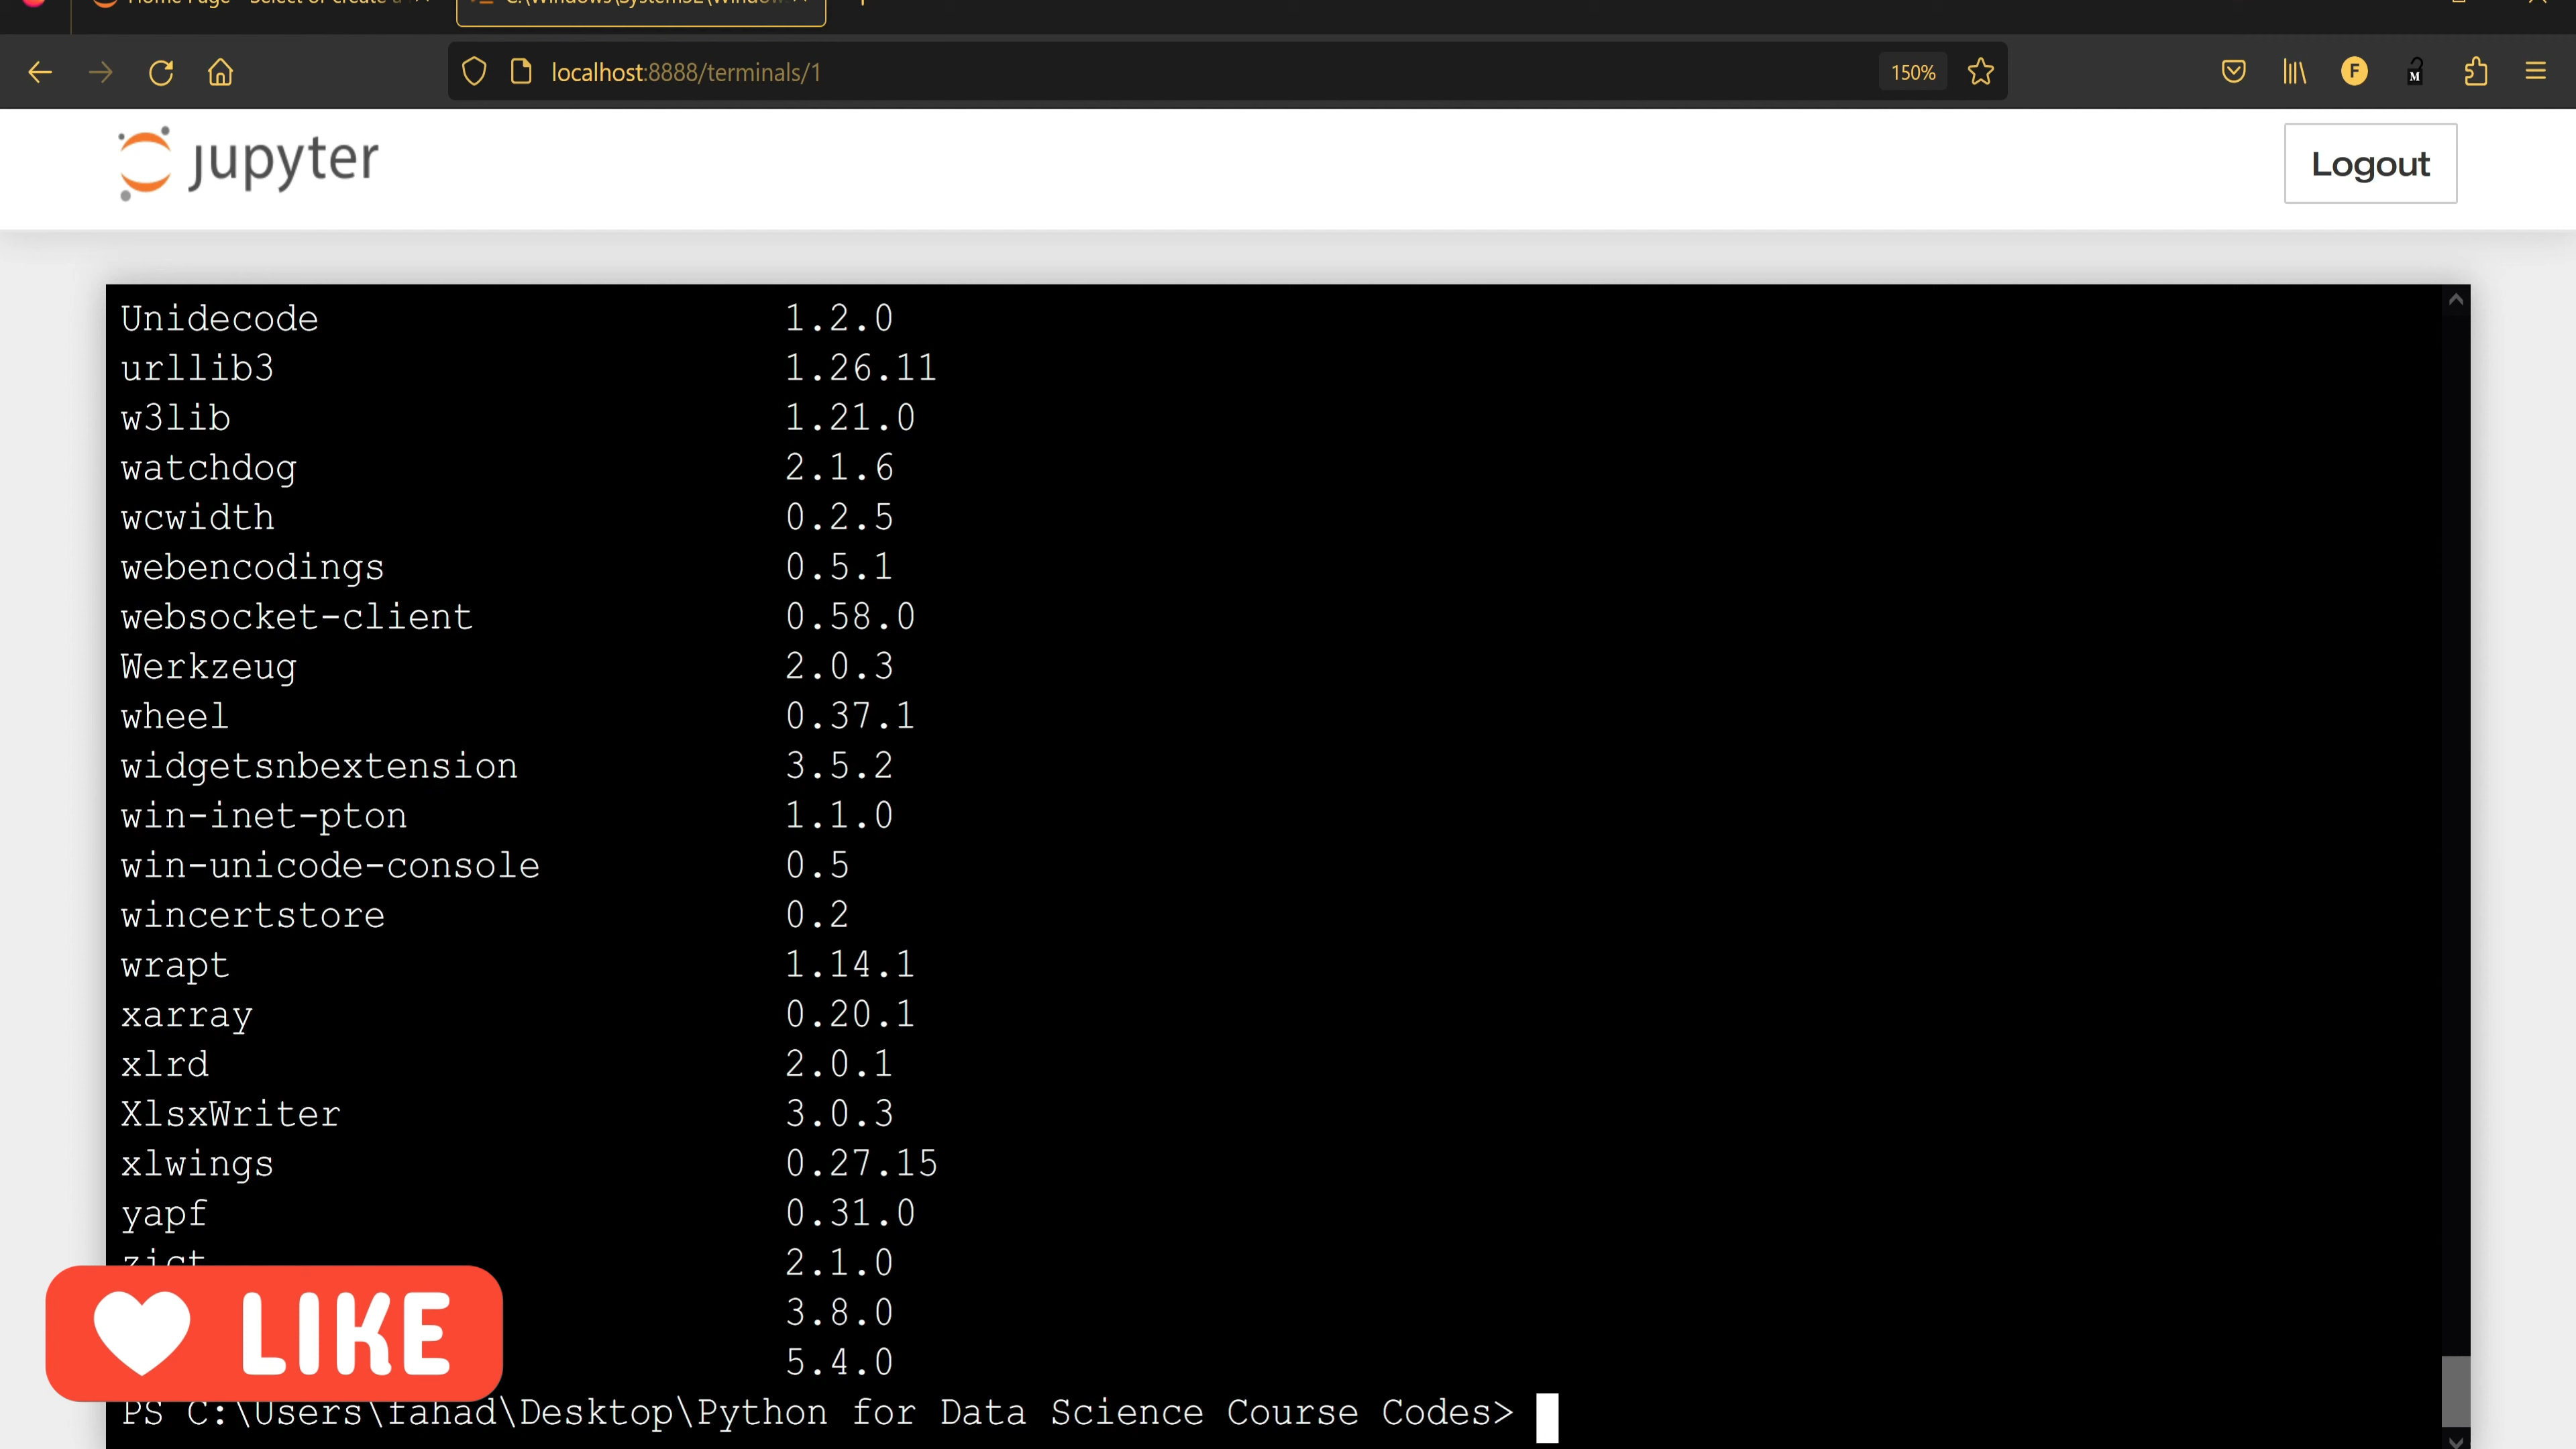 localhost:8888/terminals/1
150%
F
M
jupyter
Logout
Unidecode 1.2.0
urllib3 1.26.11
w3lib 1.21.0
watchdog 2.1.6
wcwidth 0.2.5
webencodings 0.5.1
websocket-client 0.58.0
Werkzeug 2.0.3
wheel 0.37.1
widgetsnbextension 3.5.2
win-inet-pton 1.1.0
win-unicode-console 0.5
wincertstore 0.2
wrapt 1.14.1
xarray 0.20.1
xlrd 2.0.1
XlsxWriter 3.0.3
xlwings 0.27.15
yapf 0.31.0
zict 2.1.0
3.8.0
5.4.0
LIKE
PS C:\Users\fahad\Desktop\Python for Data Science Course Codes>